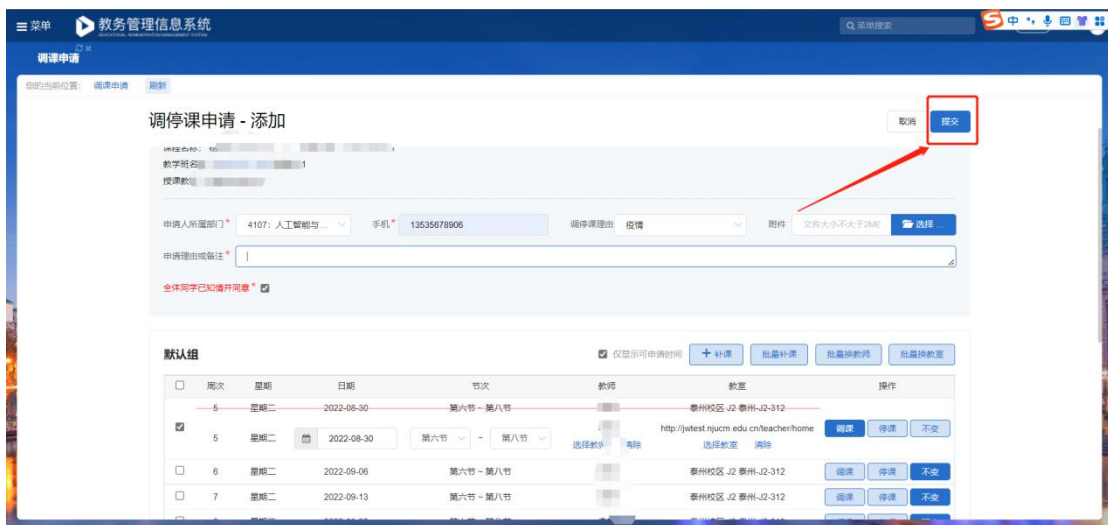 菜单 教务管理信息系统 菜单搜索 中
调课申请
您的当前位置: 调课申请 刷新
调停课申请 - 添加 取消 提交
课程名称:
教学班名 1
授课教
申请人所属部门* 4107: 人工智能与... 手机* 13535678906 调停课理由 疫情 附件 文件大小不大于2ME 选择 ...
申请理由或备注*
全体同学已知情并同意*
默认组 仅显示可申请时间 + 补课 批量补课 批量换教师 批量换教室
周次 星期 日期 节次 教师 教室 操作
5 星期二 2022-08-30 第六节 ~ 第八节 泰州校区 J2 泰州-J2-312
5 星期二 2022-08-30 第六节 ~ 第八节 http://jwtest.njucm.edu.cn/teacher/home 调课 停课 不变
选择教 清除 选择教室 清除
6 星期二 2022-09-06 第六节 ~ 第八节 泰州校区 J2 泰州-J2-312 调课 停课 不变
7 星期二 2022-09-13 第六节 ~ 第八节 泰州校区 J2 泰州-J2-312 调课 停课 不变